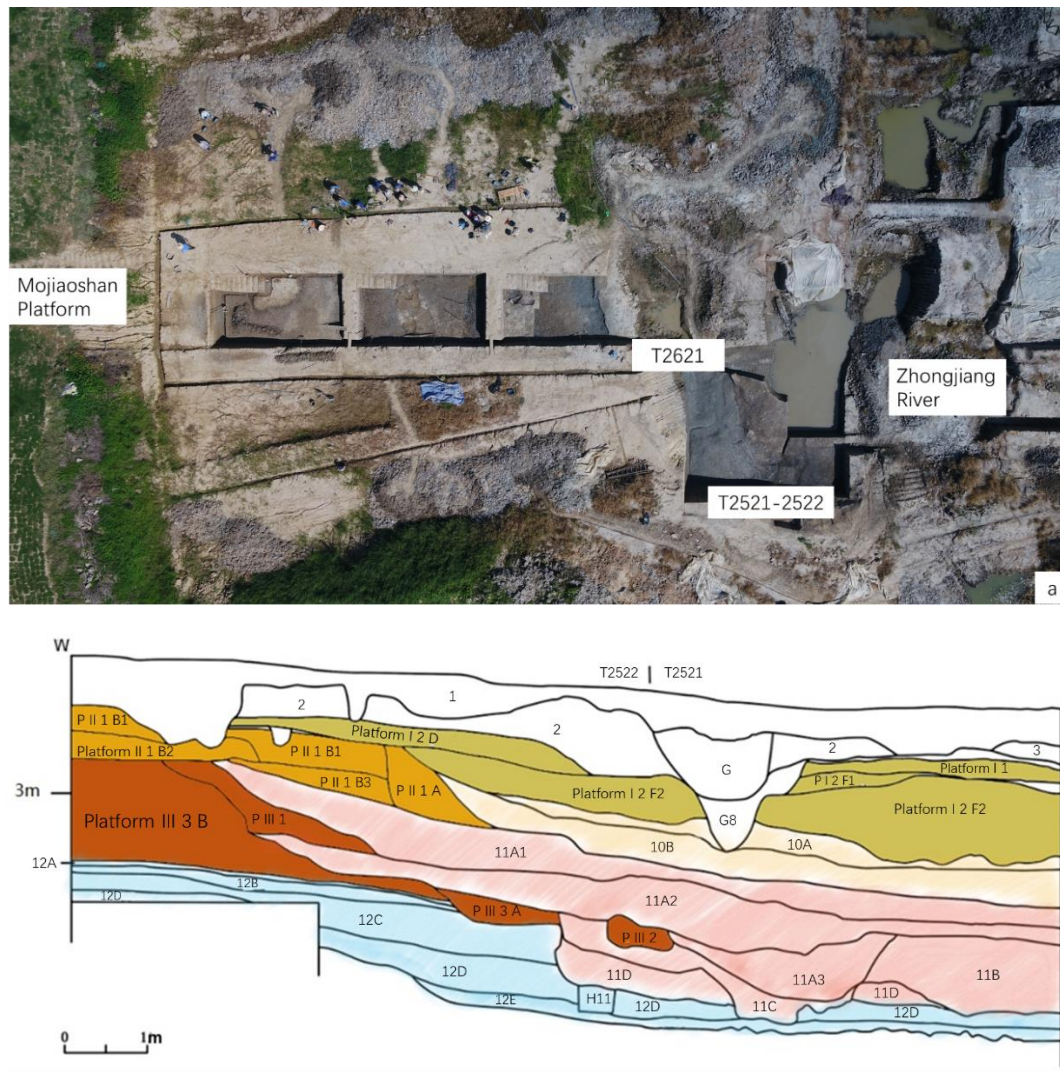 Mojiaoshan
Platform
T2621
Zhongjiang
River
T2521-2522
a
W
T2522 | T2521
1
2
2
2
3
P II 1 B1
Platform II 1 B2
P II 1 B1
Platform I 2 D
G
Platform I 1
P I 2 F1
P II 1 B3
P II 1 A
Platform I 2 F2
Platform I 2 F2
3m
G8
Platform III 3 B
P III 1
10B
10A
11A1
12A
12B
12D
11A2
P III 3 A
12C
P III 2
12D
11D
11A3
11B
11D
12E
H11
12D
11C
12D
0
1m